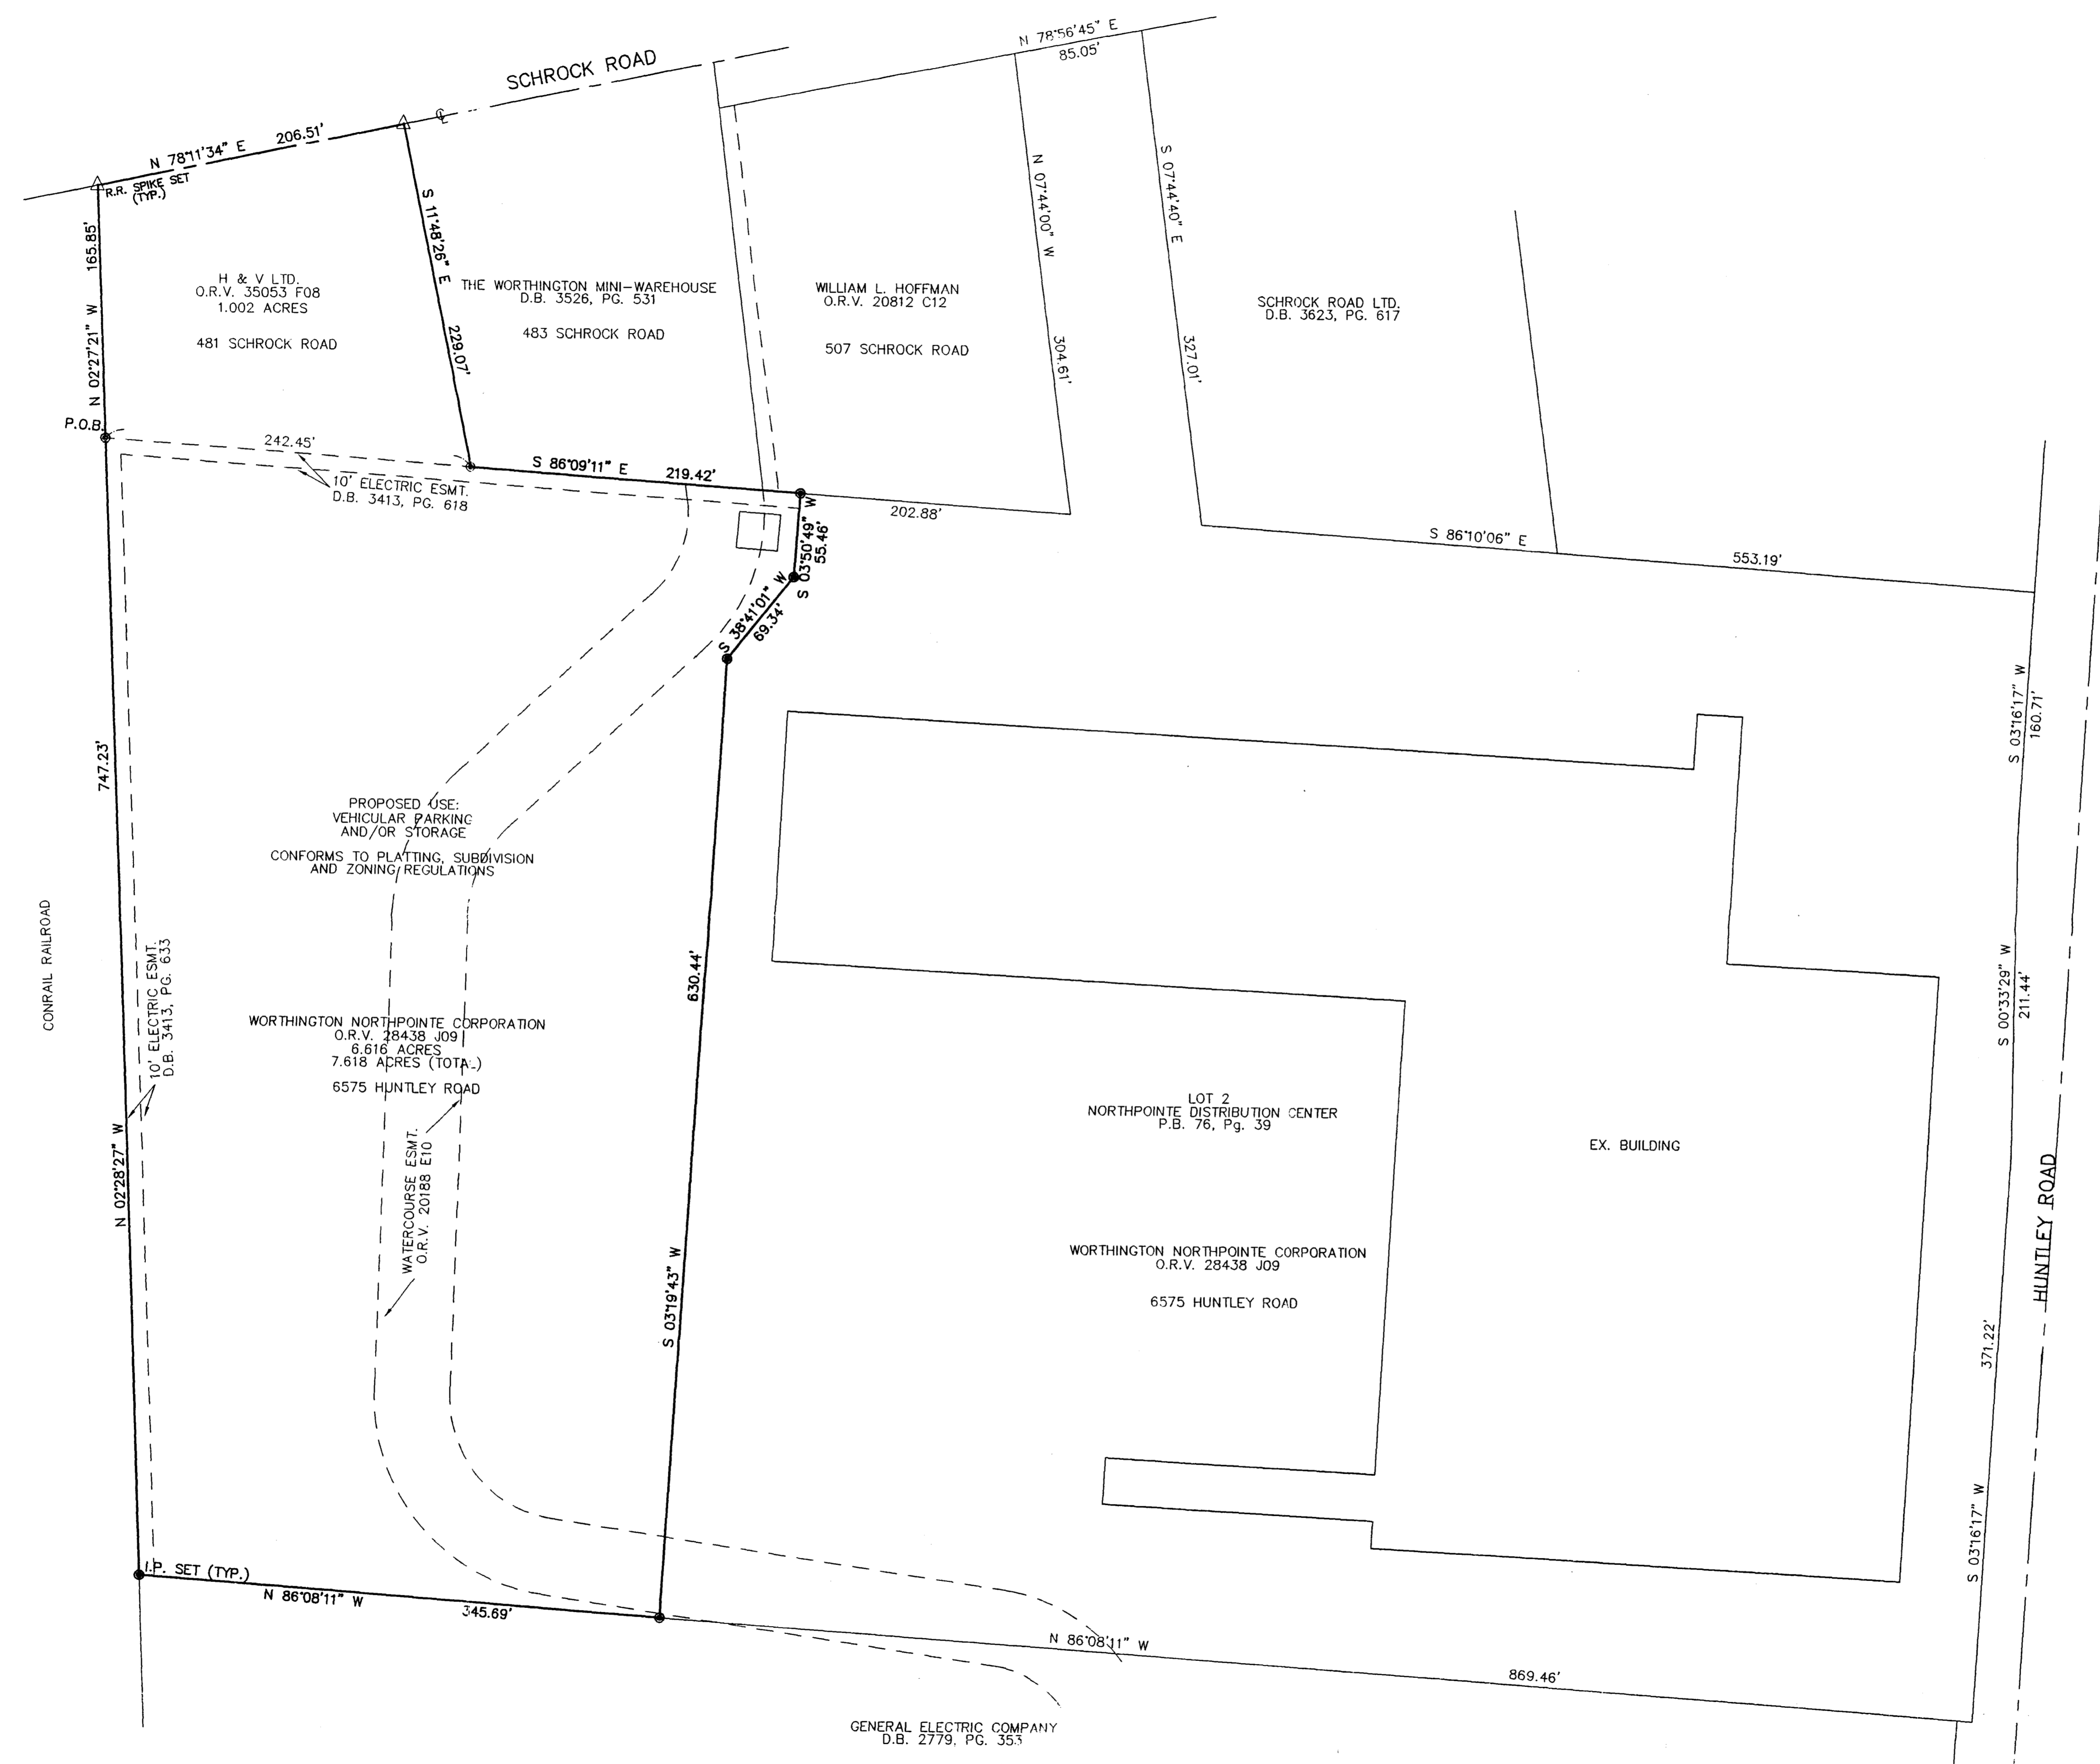 N 78°56'45" E
85.05'
SCHROCK ROAD
N 78°11'34" E 206.51'
R.R. SPIKE SET
(TYP.)
N 02°27'21" W 165.85'
H & V LTD.
O.R.V. 35053 F08
1.002 ACRES
481 SCHROCK ROAD
S 11°48'26" E 229.07'
THE WORTHINGTON MINI-WAREHOUSE
D.B. 3526, PG. 531
483 SCHROCK ROAD
WILLIAM L. HOFFMAN
O.R.V. 20812 C12
507 SCHROCK ROAD
N 07°44'00" W 304.61'
S 07°44'40" E 327.01'
SCHROCK ROAD LTD.
D.B. 3623, PG. 617
P.O.B.
242.45'
10' ELECTRIC ESMT.
D.B. 3413, PG. 618
S 86°09'11" E 219.42'
202.88'
S 03°50'49" W
55.46'
S 38°41'01" W
69.34'
S 86°10'06" E 553.19'
S 03°16'17" W
160.71'
747.23'
PROPOSED USE:
VEHICULAR PARKING
AND/OR STORAGE
CONFORMS TO PLATTING, SUBDIVISION
AND ZONING REGULATIONS
CONRAIL RAILROAD
10' ELECTRIC ESMT.
D.B. 3413, PG. 633
630.44'
S 00°33'29" W
211.44'
WORTHINGTON NORTHPOINTE CORPORATION
O.R.V. 28438 J09
6.616 ACRES
7.618 ACRES (TOTAL)
6575 HUNTLEY ROAD
N 02°28'27" W
WATERCOURSE ESMT.
O.R.V. 20188 E10
S 03°19'43" W
LOT 2
NORTHPOINTE DISTRIBUTION CENTER
P.B. 76, Pg. 39
EX. BUILDING
WORTHINGTON NORTHPOINTE CORPORATION
O.R.V. 28438 J09
6575 HUNTLEY ROAD
HUNTLEY ROAD
371.22'
S 03°16'17" W
I.P. SET (TYP.)
N 86°08'11" W 345.69'
N 86°08'11" W 869.46'
GENERAL ELECTRIC COMPANY
D.B. 2779, PG. 353